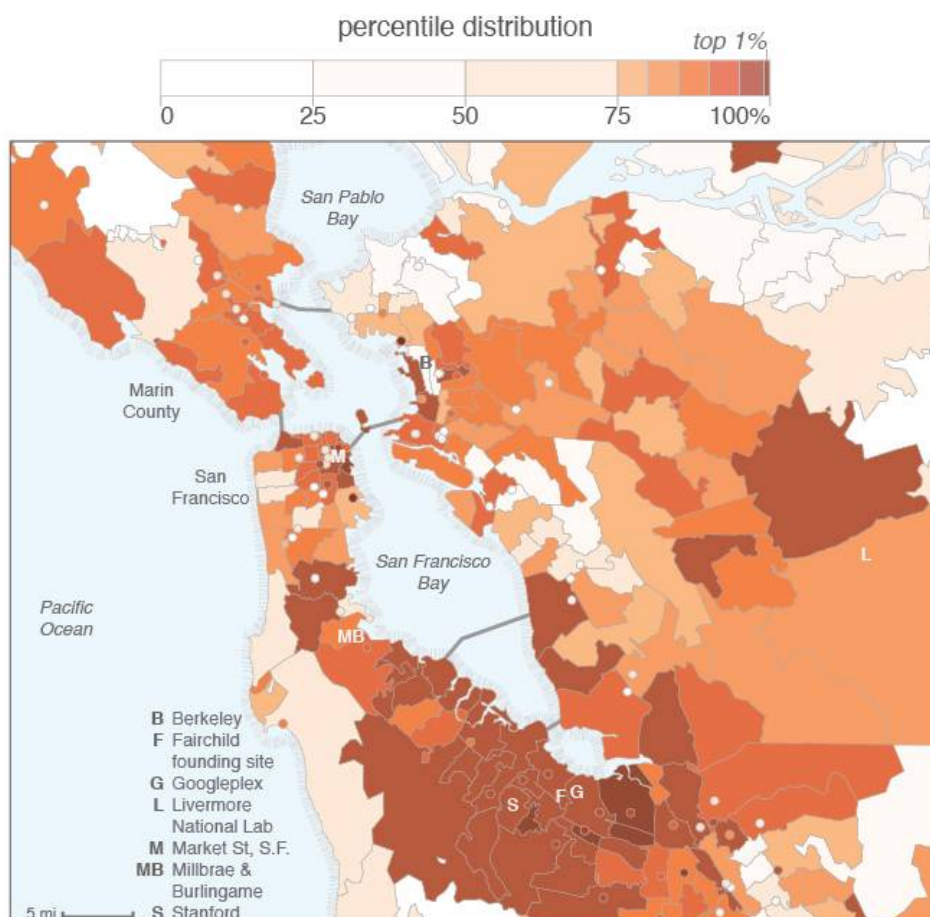 percentile distribution
top 1%
0 25 50 75 100%
San Pablo
Bay
B
Marin
County
M
San
Francisco
L
San Francisco
Bay
Pacific
Ocean
MB
B Berkeley
F Fairchild
founding site
G Googleplex
L Livermore
National Lab
M Market St, S.F.
MB Millbrae &
Burlingame
S Stanford
S F G
5 mi